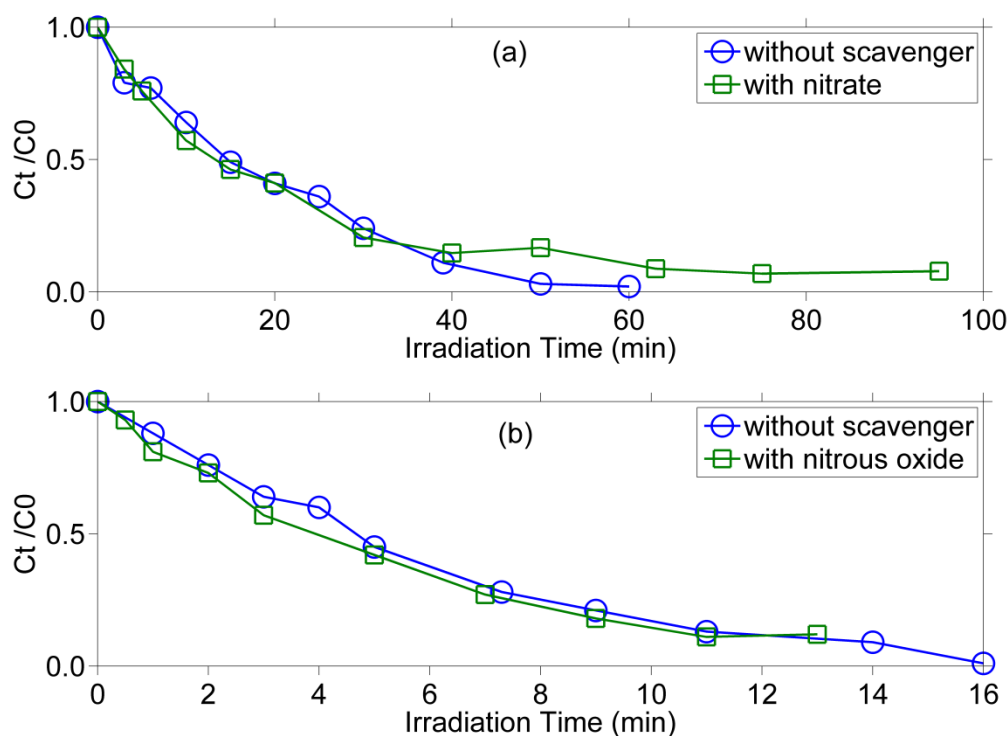 (a)
without scavenger
with nitrate
1.0
0.5
0.0
Ct /C0
0 20 40 60 80 100
Irradiation Time (min)
(b)
without scavenger
with nitrous oxide
1.0
0.5
0.0
Ct /C0
0 2 4 6 8 10 12 14 16
Irradiation Time (min)